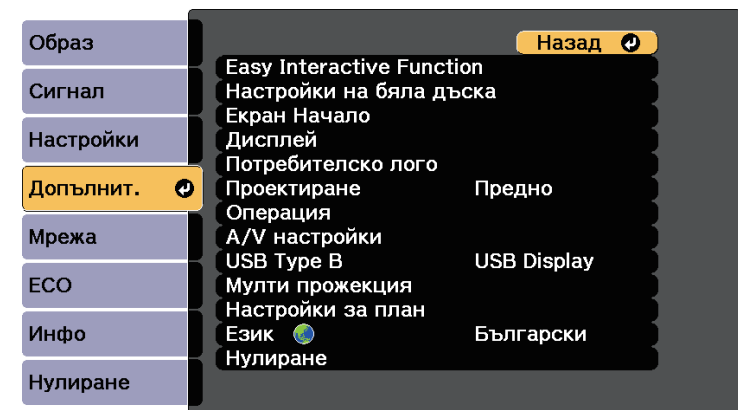 Образ
Сигнал
Настройки
Допълнит.
Мрежа
ECO
Инфо
Нулиране
Назад
Easy Interactive Function
Настройки на бяла дъска
Екран Начало
Дисплей
Потребителско лого
Проектиране Предно
Операция
A/V настройки
USB Type B USB Display
Мулти прожекция
Настройки за план
Език Български
Нулиране